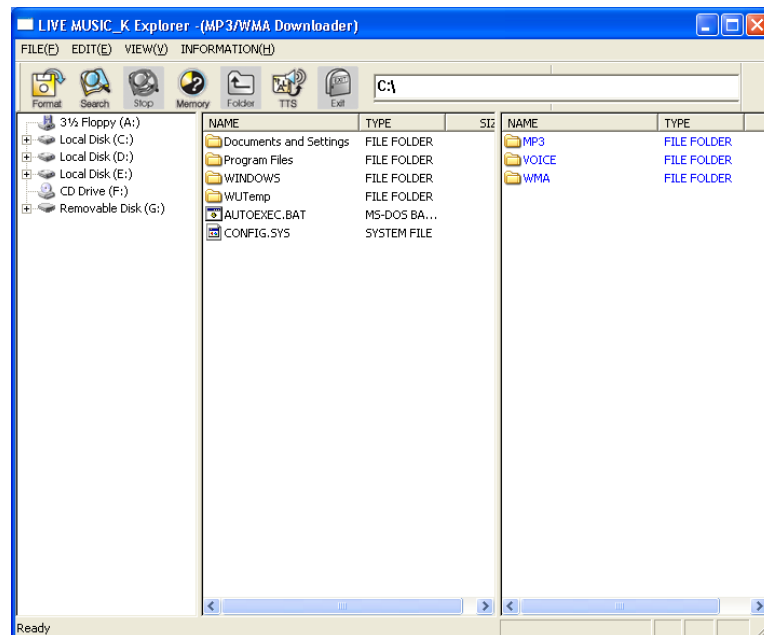 LIVE MUSIC_K Explorer -(MP3/WMA Downloader)
FILE(F) EDIT(E) VIEW(V) INFORMATION(H)
C:\
Format Search Stop Memory Folder TTS Exit
3½ Floppy (A:)
Local Disk (C:)
Local Disk (D:)
Local Disk (E:)
CD Drive (F:)
Removable Disk (G:)
NAME TYPE SIZ
Documents and Settings FILE FOLDER
Program Files FILE FOLDER
WINDOWS FILE FOLDER
WUTemp FILE FOLDER
AUTOEXEC.BAT MS-DOS BA...
CONFIG.SYS SYSTEM FILE
NAME TYPE
MP3 FILE FOLDER
VOICE FILE FOLDER
WMA FILE FOLDER
Ready